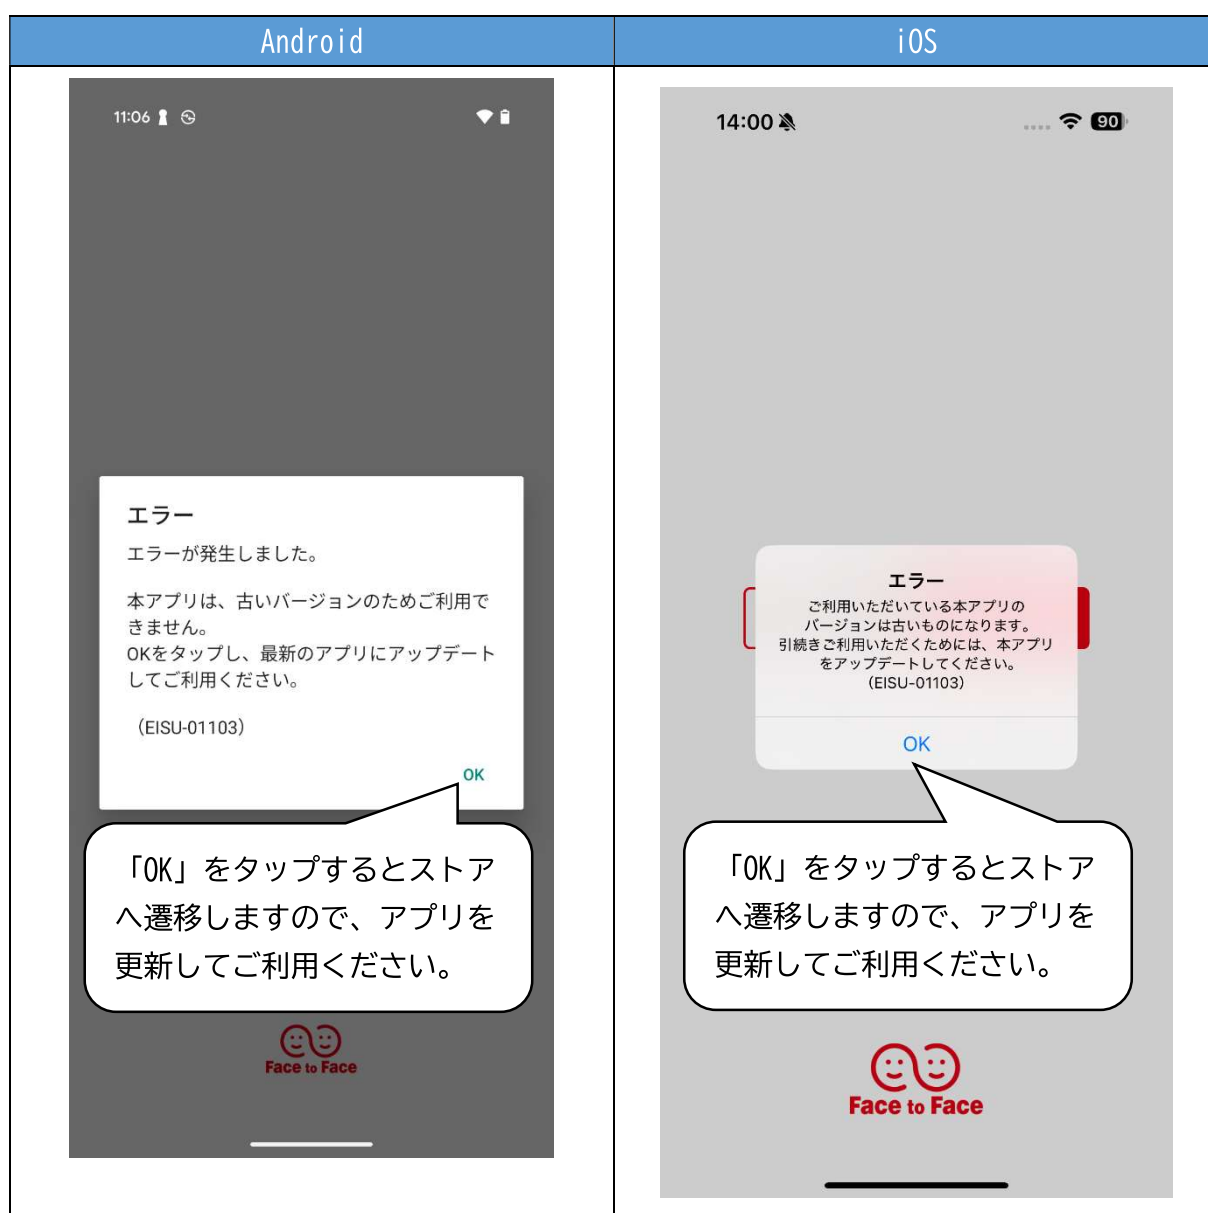 Android
iOS
11:06
エラー
エラーが発生しました。
本アプリは、古いバージョンのためご利用で
きません。
OKをタップし、最新のアプリにアップデート
してご利用ください。
（EISU-01103）
OK
「OK」をタップするとストア
へ遷移しますので、アプリを
更新してご利用ください。
Face to Face
14:00
90
エラー
ご利用いただいている本アプリの
バージョンは古いものになります。
引続きご利用いただくためには、本アプリ
をアップデートしてください。
（EISU-01103）
OK
「OK」をタップするとストア
へ遷移しますので、アプリを
更新してご利用ください。
Face to Face